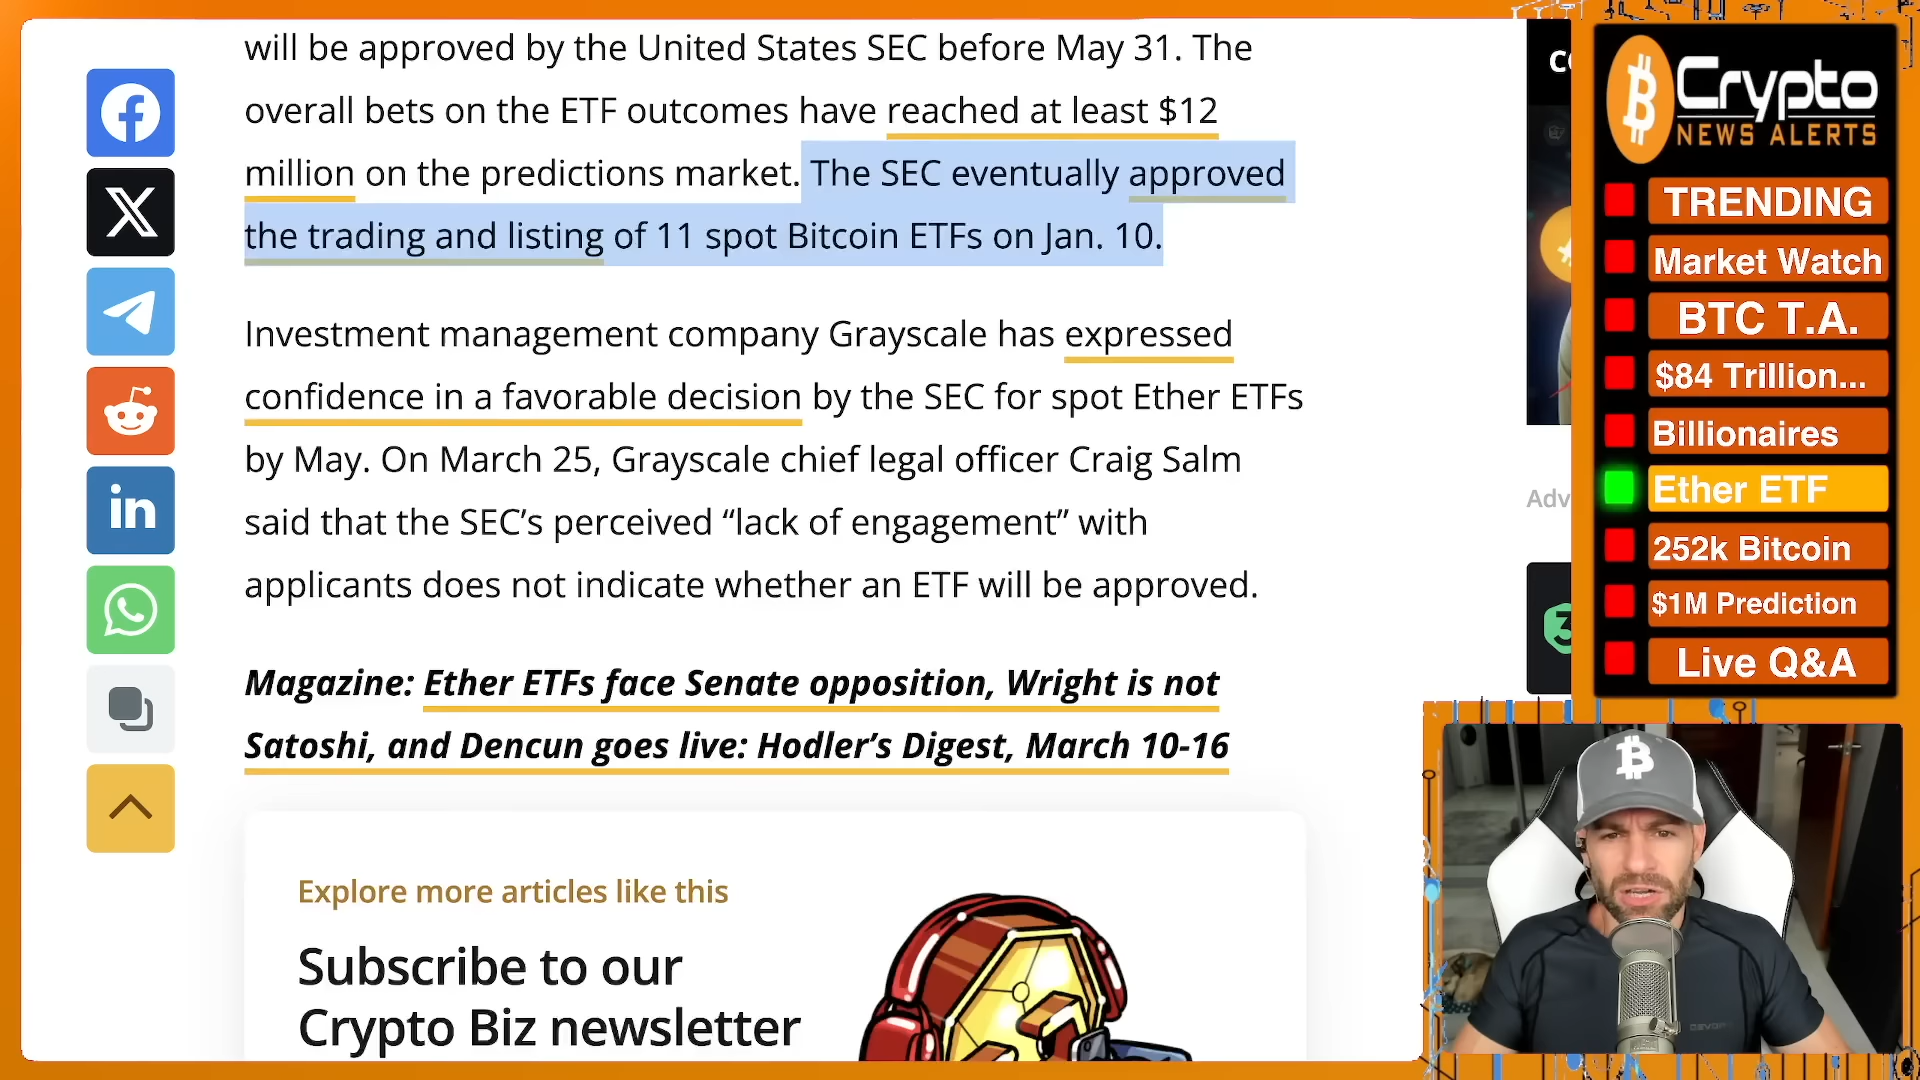 will be approved by the United States SEC before May 31. The
overall bets on the ETF outcomes have reached at least $12
million on the predictions market. The SEC eventually approved
the trading and listing of 11 spot Bitcoin ETFs on Jan. 10.
Investment management company Grayscale has expressed
confidence in a favorable decision by the SEC for spot Ether ETFs
by May. On March 25, Grayscale chief legal officer Craig Salm
said that the SEC’s perceived “lack of engagement” with
applicants does not indicate whether an ETF will be approved.
Magazine: Ether ETFs face Senate opposition, Wright is not
Satoshi, and Dencun goes live: Hodler’s Digest, March 10-16
Explore more articles like this
Subscribe to our
Crypto Biz newsletter
in
Adv
Crypto
NEWS ALERTS
TRENDING
Market Watch
BTC T.A.
$84 Trillion...
Billionaires
Ether ETF
252k Bitcoin
$1M Prediction
Live Q&A